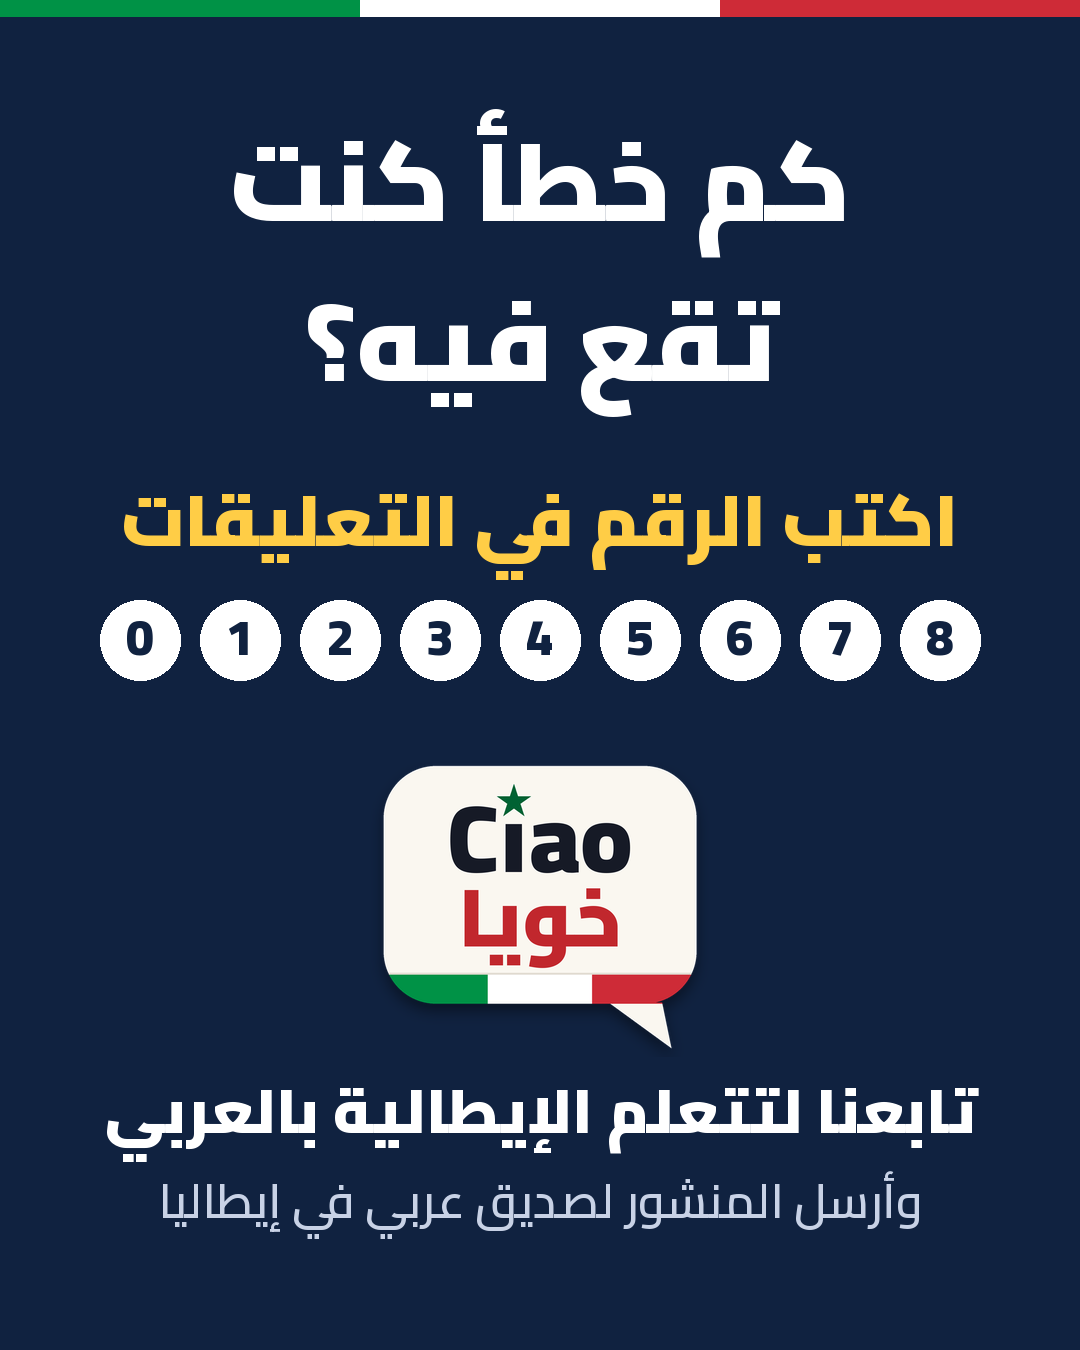 كم خطأ كنت
تقع فيه؟
اكتب الرقم في التعليقات
0 1 2 3 4 5 6 7 8
Ciao
خويا
تابعنا لتتعلم الإيطالية بالعربي
وأرسل المنشور لصديق عربي في إيطاليا